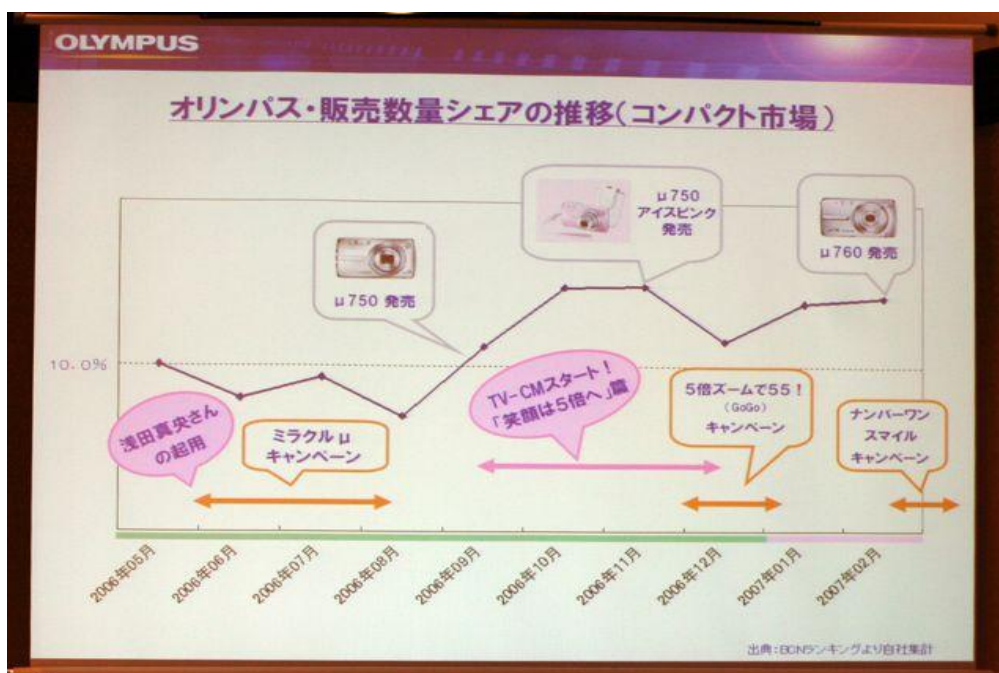 OLYMPUS
オリンパス・販売数量シェアの推移(コンパクト市場)
μ750
アイスピンク
発売
μ760 発売
μ750 発売
10.0%
浅田真央さん
の起用
ミラクル μ
キャンペーン
TV-CMスタート!
「笑顔は5倍へ」篇
5倍ズームで55!
(GoGo)
キャンペーン
ナンバーワン
スマイル
キャンペーン
2006年05月
2006年06月
2006年07月
2006年08月
2006年09月
2006年10月
2006年11月
2006年12月
2007年01月
2007年02月
出典:BCNランキングより自社集計